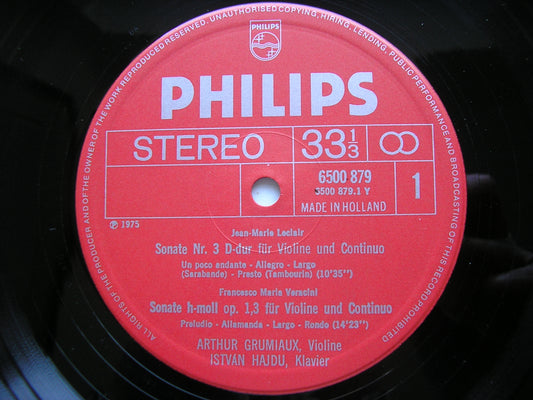 ALL RIGHTS OF THE PRODUCER AND OF THE OWNER OF THE WORK REPRODUCED RESERVED. UNAUTHORISED COPYING, HIRING, LENDING, PUBLIC PERFORMANCE AND BROADCASTING OF THIS RECORD PROHIBITED
PHILIPS
PHILIPS
STEREO 33 1/3
6500 879
6500 879.1 Y
MADE IN HOLLAND
1
℗ 1975
Jean-Marie Leclair
Sonate Nr. 3 D-dur für Violine und Continuo
Un poco andante - Allegro - Largo
(Sarabande) - Presto (Tambourin) (10'35'')
Francesco Maria Veracini
Sonate h-moll op. 1,3 für Violine und Continuo
Preludio - Allemanda - Largo - Rondo (14'23'')
ARTHUR GRUMIAUX, Violine
ISTVAN HAJDU, Klavier